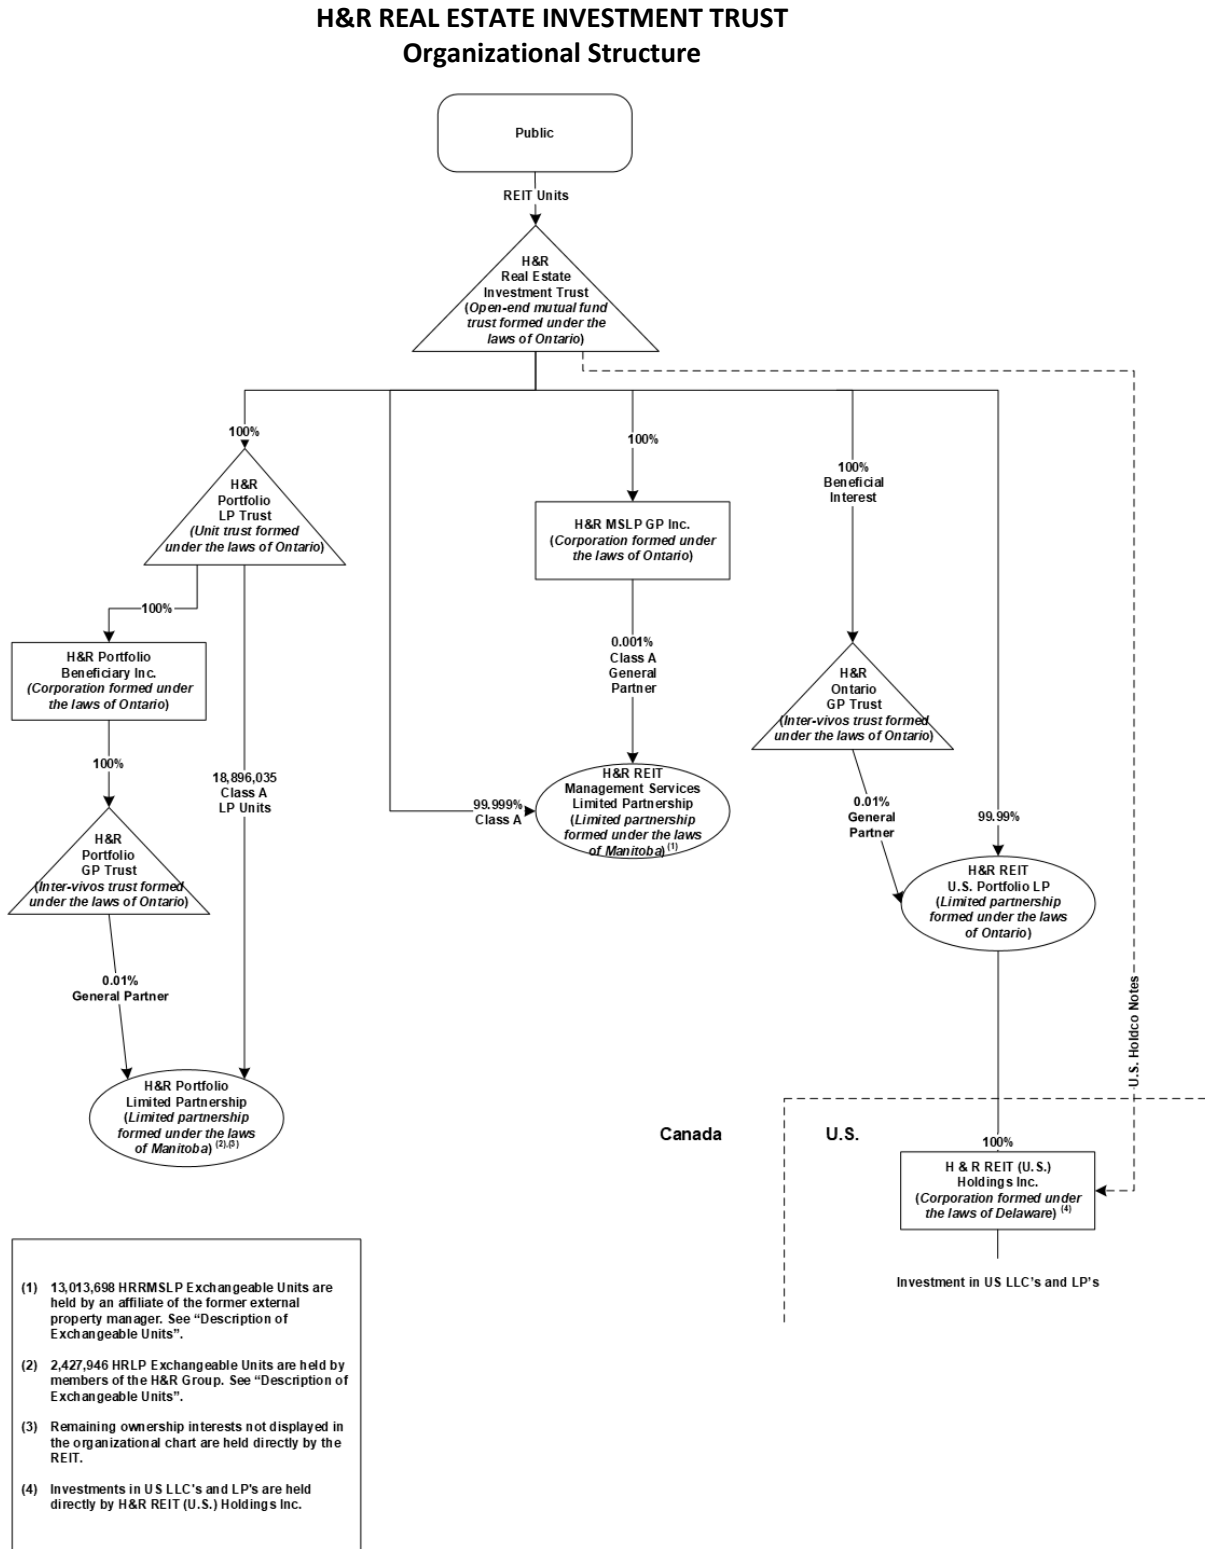 H&R REAL ESTATE INVESTMENT TRUST
Organizational Structure
Public
REIT Units
H&R
Real Estate
Investment Trust
(Open-end mutual fund
trust formed under the
laws of Ontario)
100%
H&R
Portfolio
LP Trust
(Unit trust formed
under the laws of Ontario)
100%
H&R MSLP GP Inc.
(Corporation formed under
the laws of Ontario)
100%
Beneficial
Interest
100%
H&R Portfolio
Beneficiary Inc.
(Corporation formed under
the laws of Ontario)
0.001%
Class A
General
Partner
H&R
Ontario
GP Trust
(Inter-vivos trust formed
under the laws of Ontario)
100%
18,896,035
Class A
LP Units
99.999%
Class A
H&R REIT
Management Services
Limited Partnership
(Limited partnership
formed under the laws
of Manitoba) (1)
0.01%
General
Partner
99.99%
H&R
Portfolio
GP Trust
(Inter-vivos trust formed
under the laws of Ontario)
H&R REIT
U.S. Portfolio LP
(Limited partnership
formed under the laws
of Ontario)
0.01%
General Partner
U.S. Holdco Notes
H&R Portfolio
Limited Partnership
(Limited partnership
formed under the laws
of Manitoba) (2),(3)
Canada
U.S.
100%
H & R REIT (U.S.)
Holdings Inc.
(Corporation formed under
the laws of Delaware) (4)
Investment in US LLC's and LP's
(1) 13,013,698 HRRMSLP Exchangeable Units are
held by an affiliate of the former external
property manager. See “Description of
Exchangeable Units”.
(2) 2,427,946 HRLP Exchangeable Units are held by
members of the H&R Group. See “Description of
Exchangeable Units”.
(3) Remaining ownership interests not displayed in
the organizational chart are held directly by the
REIT.
(4) Investments in US LLC's and LP's are held
directly by H&R REIT (U.S.) Holdings Inc.